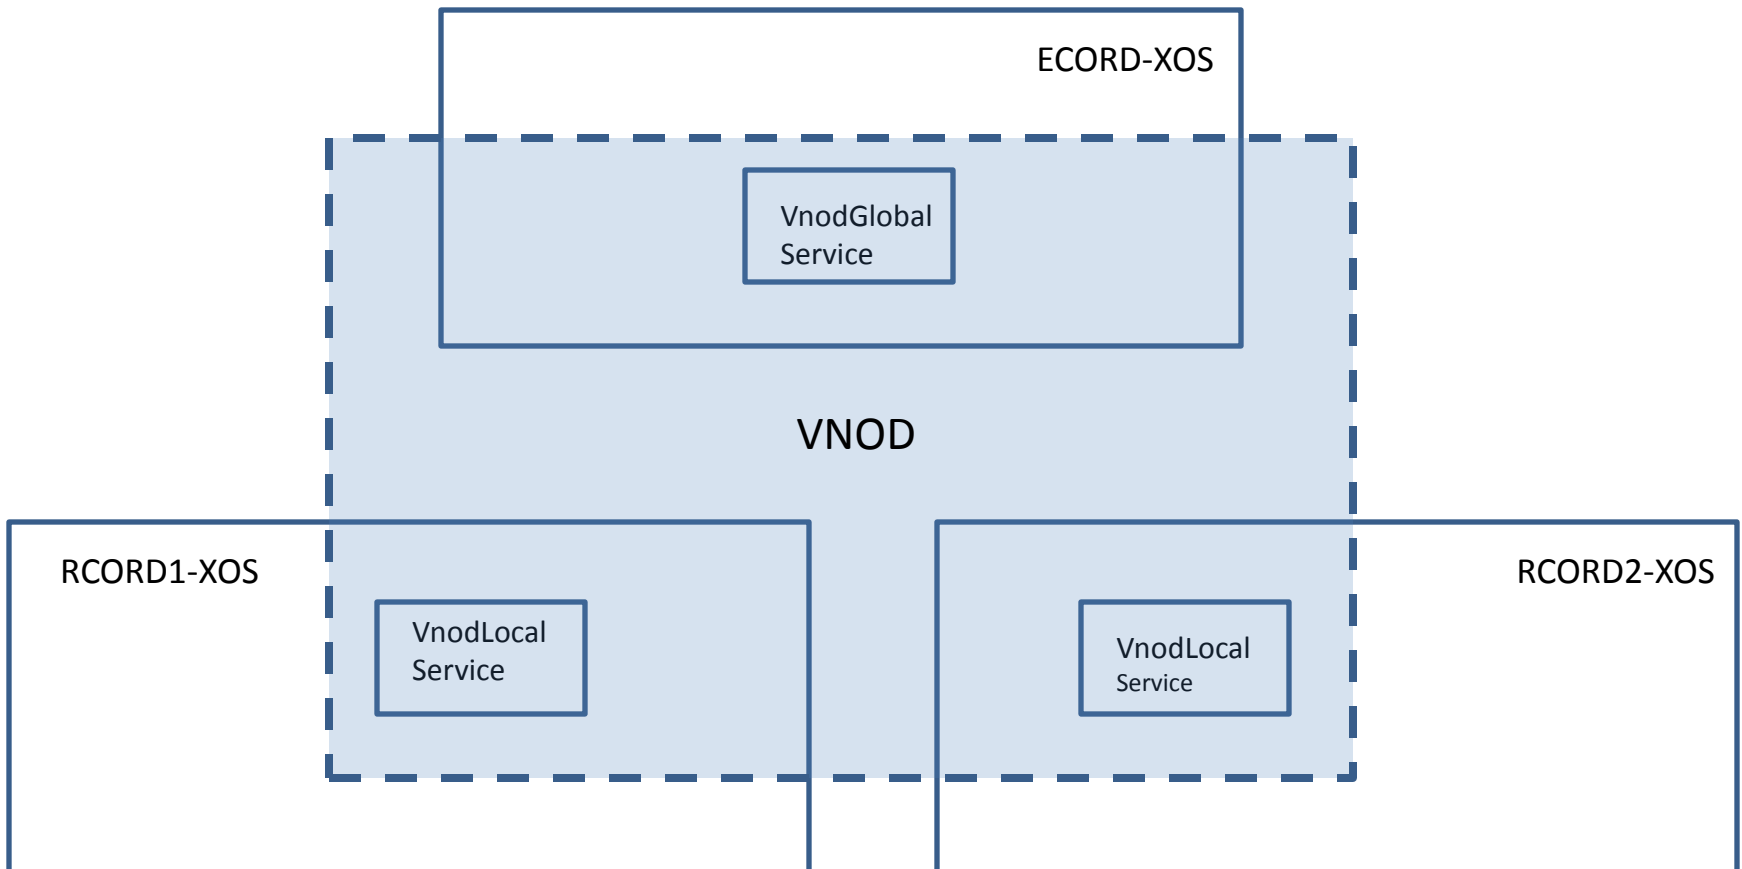 ECORD-XOS
VnodGlobal
Service
VNOD
RCORD1-XOS
RCORD2-XOS
VnodLocal
Service
VnodLocal
Service